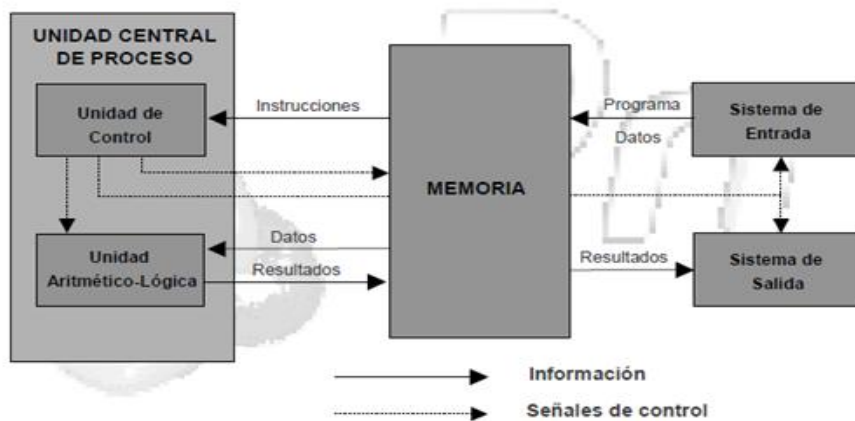 UNIDAD CENTRAL
DE PROCESO
Unidad de
Control
Instrucciones
MEMORIA
Programa
Datos
Sistema de
Entrada
Unidad
Aritmético-Lógica
Datos
Resultados
Resultados
Sistema de
Salida
Información
Señales de control